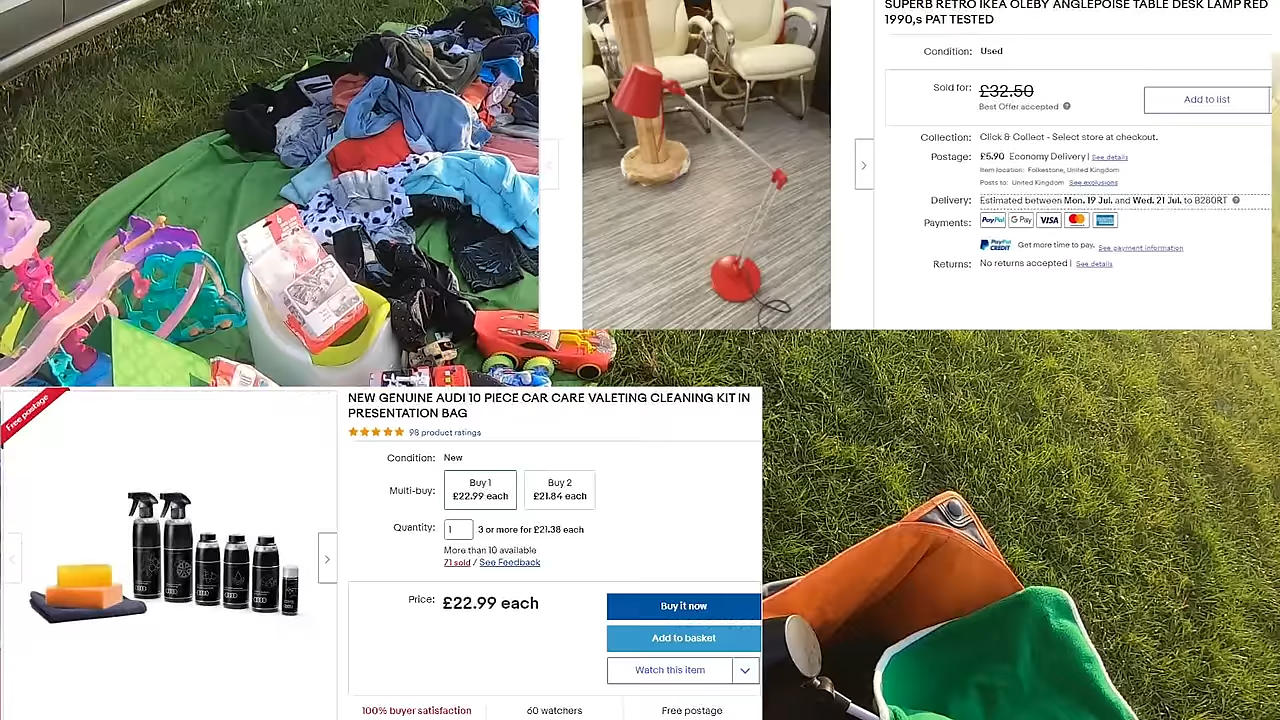 SUPERB RETRO IKEA OLEBY ANGLEPOISE TABLE DESK LAMP RED
1990,s PAT TESTED
Condition: Used
Sold for: £32.50
Best Offer accepted
Add to list
Collection: Click & Collect - Select store at checkout.
Postage: £5.90 Economy Delivery | See details
Item location: Folkestone, United Kingdom
Posts to: United Kingdom See exclusions
Delivery: Estimated between Mon. 19 Jul. and Wed. 21 Jul. to B280RT
Payments: PayPal G Pay VISA
PayPal CREDIT Get more time to pay. See payment information
Returns: No returns accepted | See details
Free postage
NEW GENUINE AUDI 10 PIECE CAR CARE VALETING CLEANING KIT IN
PRESENTATION BAG
98 product ratings
Condition: New
Multi-buy: Buy 1 £22.99 each Buy 2 £21.84 each
Quantity: 1 3 or more for £21.38 each
More than 10 available
71 sold / See Feedback
Price: £22.99 each
Buy it now
Add to basket
Watch this item
100% buyer satisfaction 60 watchers Free postage